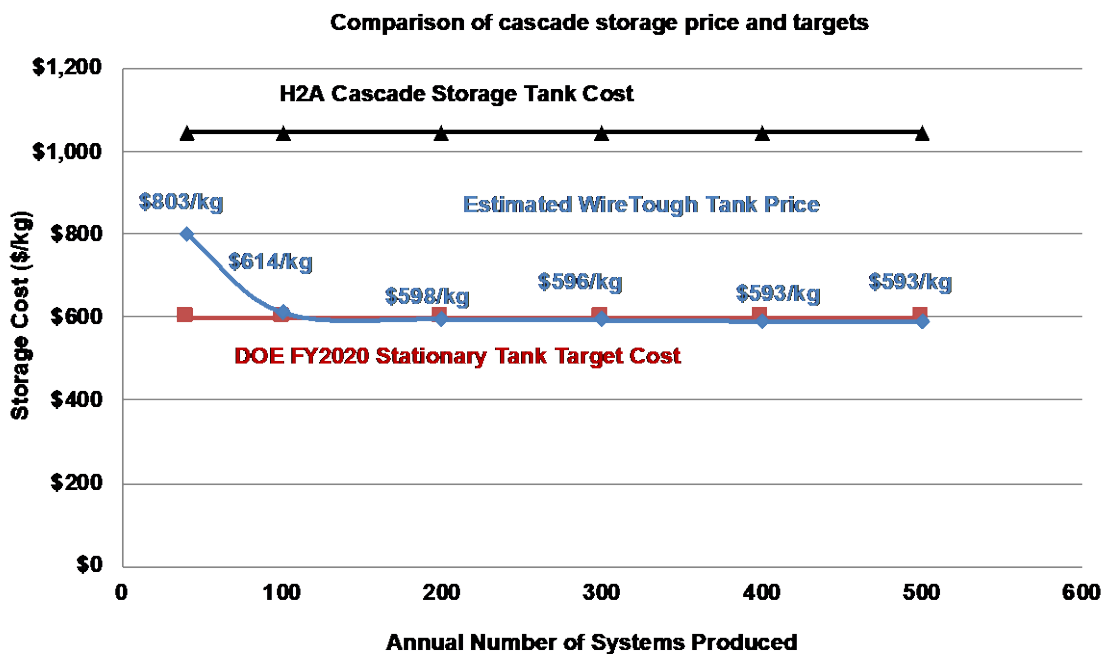 Comparison of cascade storage price and targets
$1,200
H2A Cascade Storage Tank Cost
$1,000
$803/kg
Estimated WireTough Tank Price
$800
$614/kg
$598/kg
$596/kg
$593/kg
$593/kg
$600
DOE FY2020 Stationary Tank Target Cost
$400
$200
$0
Storage Cost ($/kg)
0 100 200 300 400 500 600
Annual Number of Systems Produced